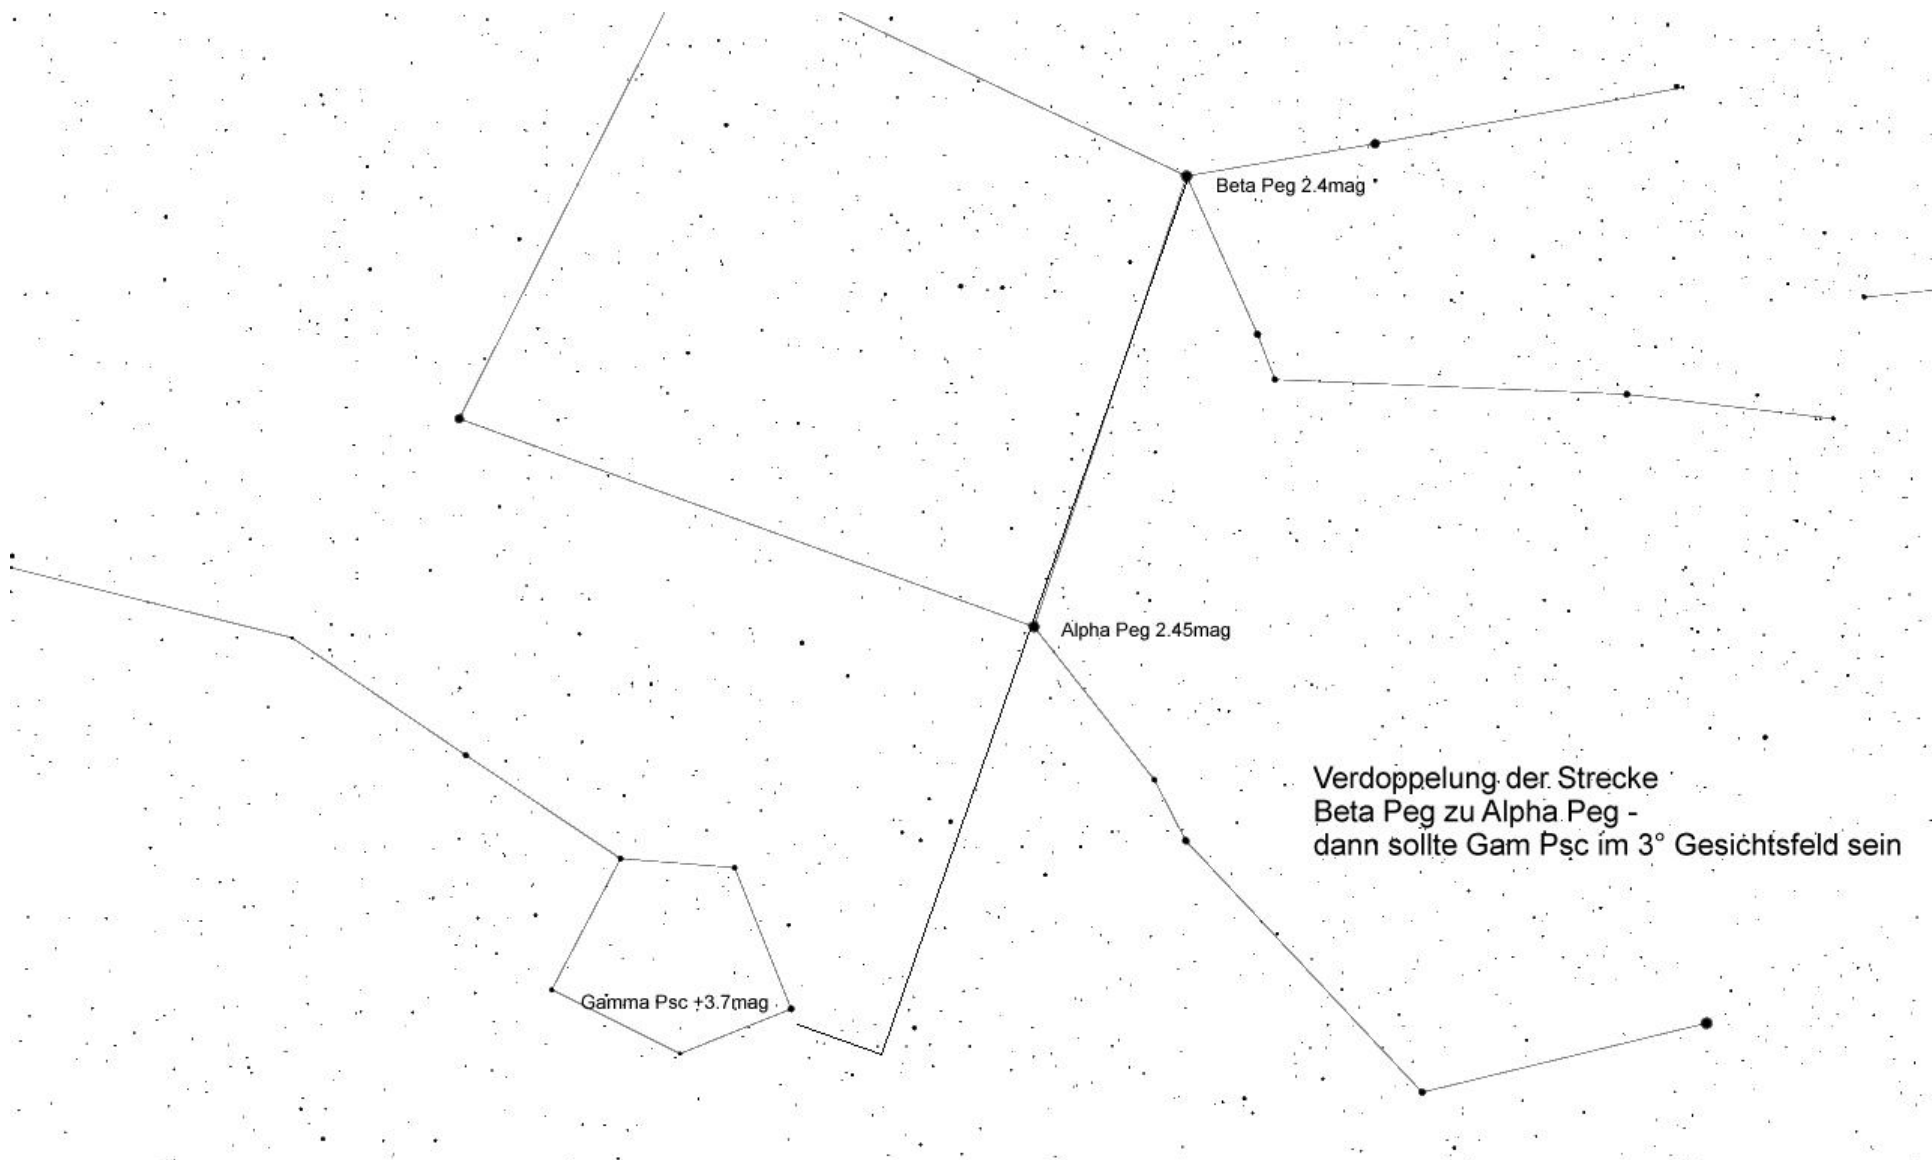 Beta Peg 2.4mag
Alpha Peg 2.45mag
Verdoppelung der Strecke
Beta Peg zu Alpha Peg -
dann sollte Gam Psc im 3° Gesichtsfeld sein
Gamma Psc +3.7mag